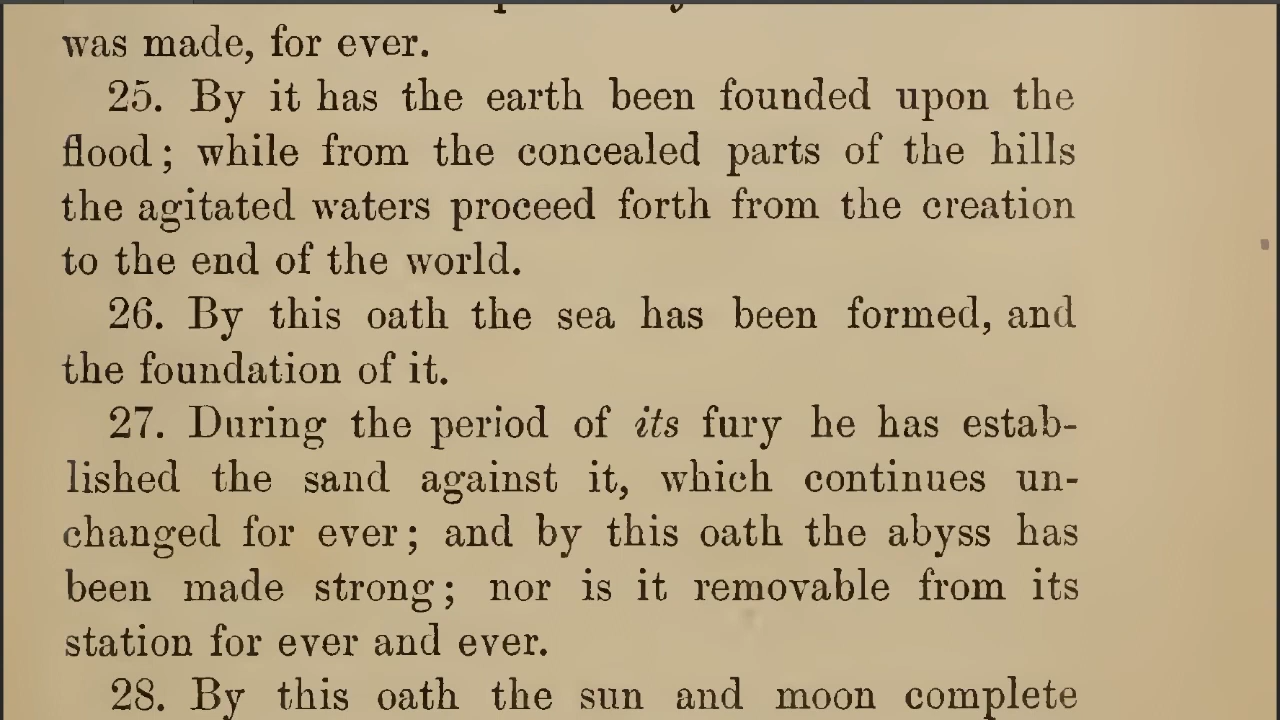 was made, for ever.
25. By it has the earth been founded upon the
flood; while from the concealed parts of the hills
the agitated waters proceed forth from the creation
to the end of the world.
26. By this oath the sea has been formed, and
the foundation of it.
27. During the period of its fury he has estab-
lished the sand against it, which continues un-
changed for ever; and by this oath the abyss has
been made strong; nor is it removable from its
station for ever and ever.
28. By this oath the sun and moon complete